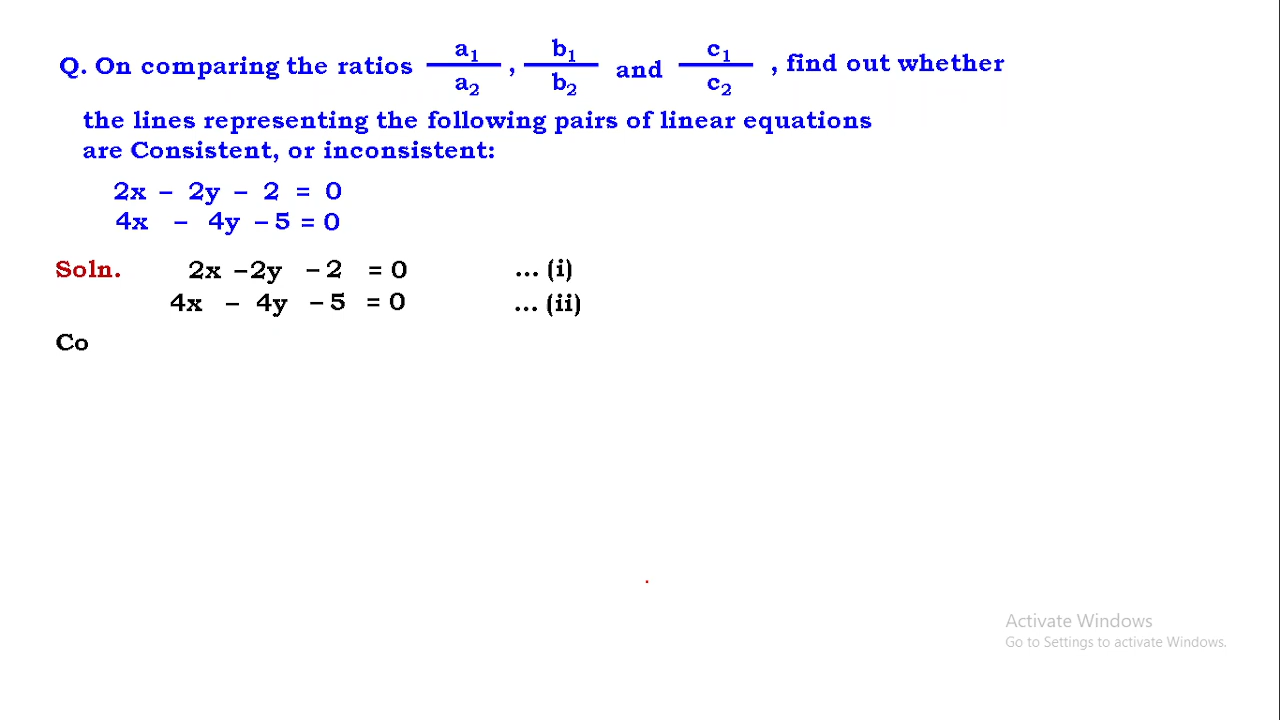 Q. On comparing the ratios a₁/a₂ , b₁/b₂ and c₁/c₂ , find out whether
the lines representing the following pairs of linear equations
are Consistent, or inconsistent:
2x – 2y – 2 = 0
4x – 4y – 5 = 0
Soln. 2x –2y – 2 = 0 ... (i)
4x – 4y – 5 = 0 ... (ii)
Co
Activate Windows
Go to Settings to activate Windows.